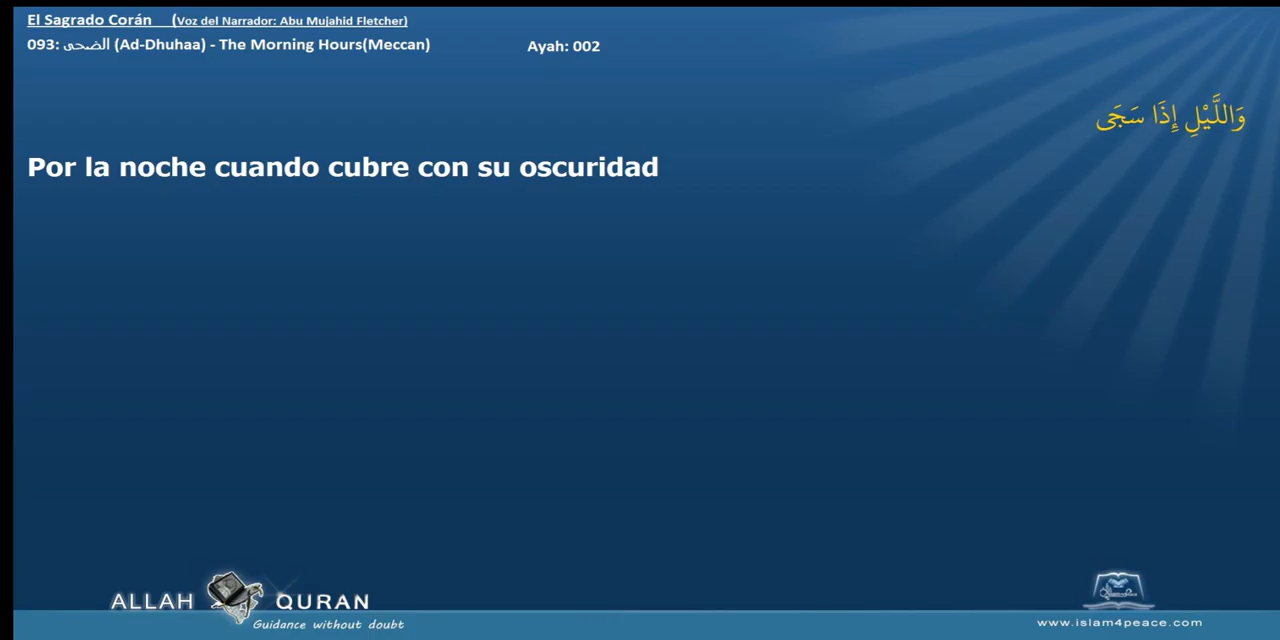 El Sagrado Corán (Voz del Narrador: Abu Mujahid Fletcher)
093: الضحى (Ad-Dhuhaa) - The Morning Hours(Meccan) Ayah: 002
وَاللَّيْلِ إِذَا سَجَى
Por la noche cuando cubre con su oscuridad
ALLAH QURAN
Guidance without doubt
www.islam4peace.com